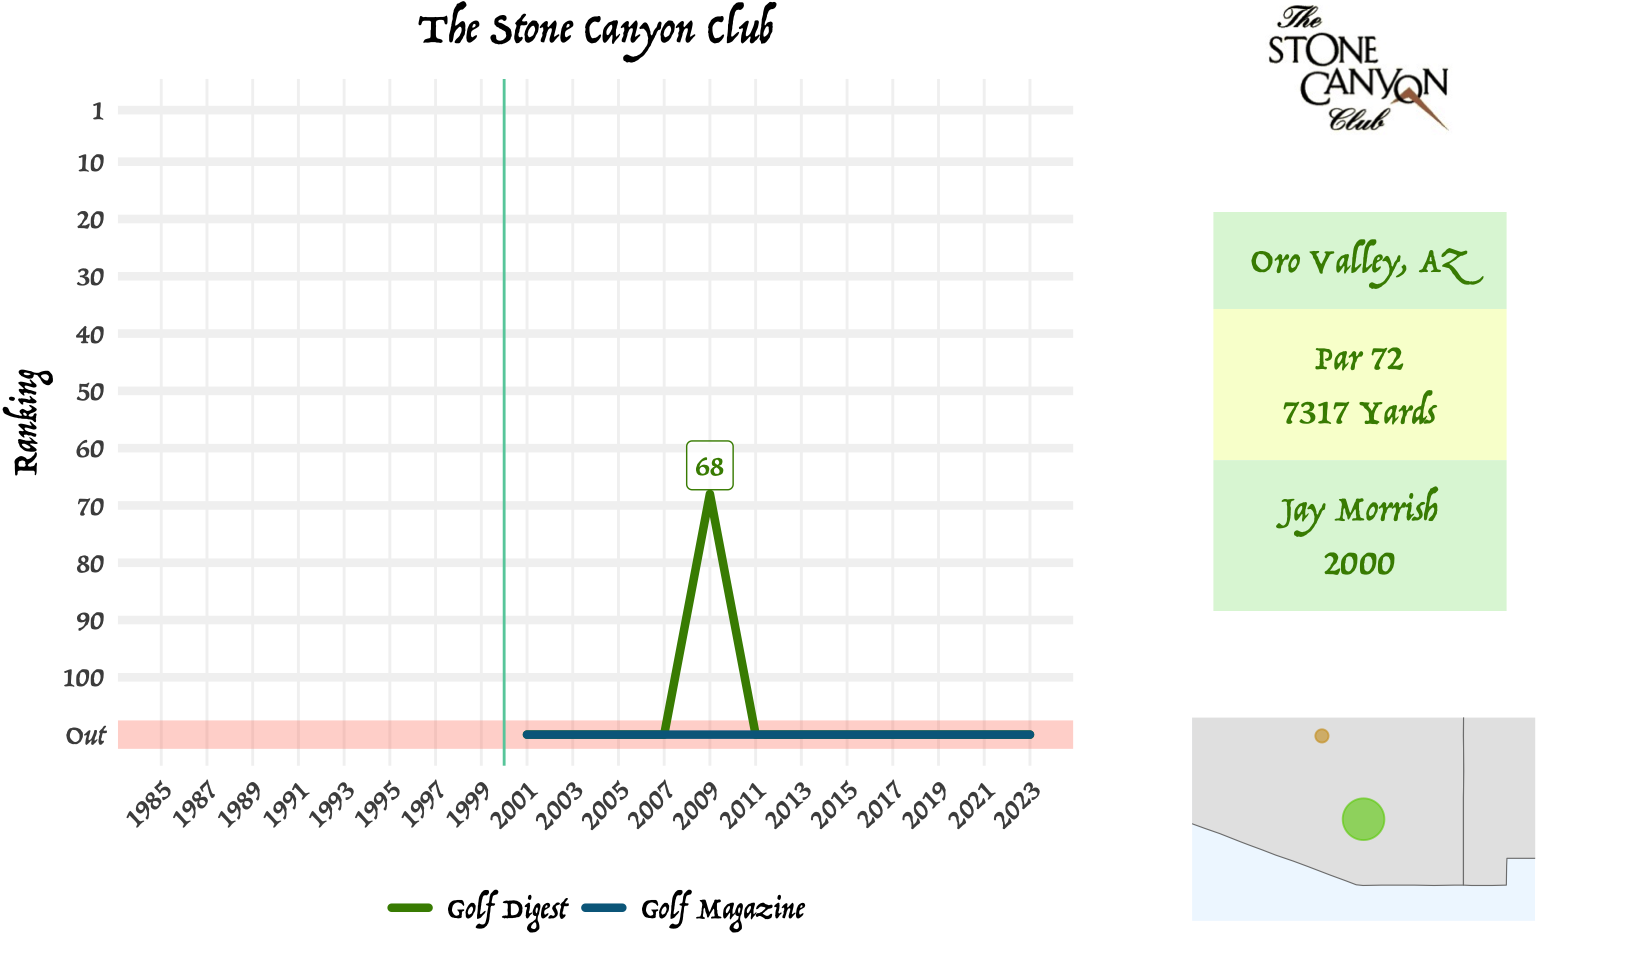 The Stone Canyon Club
The
STONE
CANYON
Club
Ranking
1
10
20
30
40
50
60
70
80
90
100
Out
68
1985
1987
1989
1991
1993
1995
1997
1999
2001
2003
2005
2007
2009
2011
2013
2015
2017
2019
2021
2023
Golf Digest
Golf Magazine
Oro Valley, AZ
Par 72
7317 Yards
Jay Morrish
2000